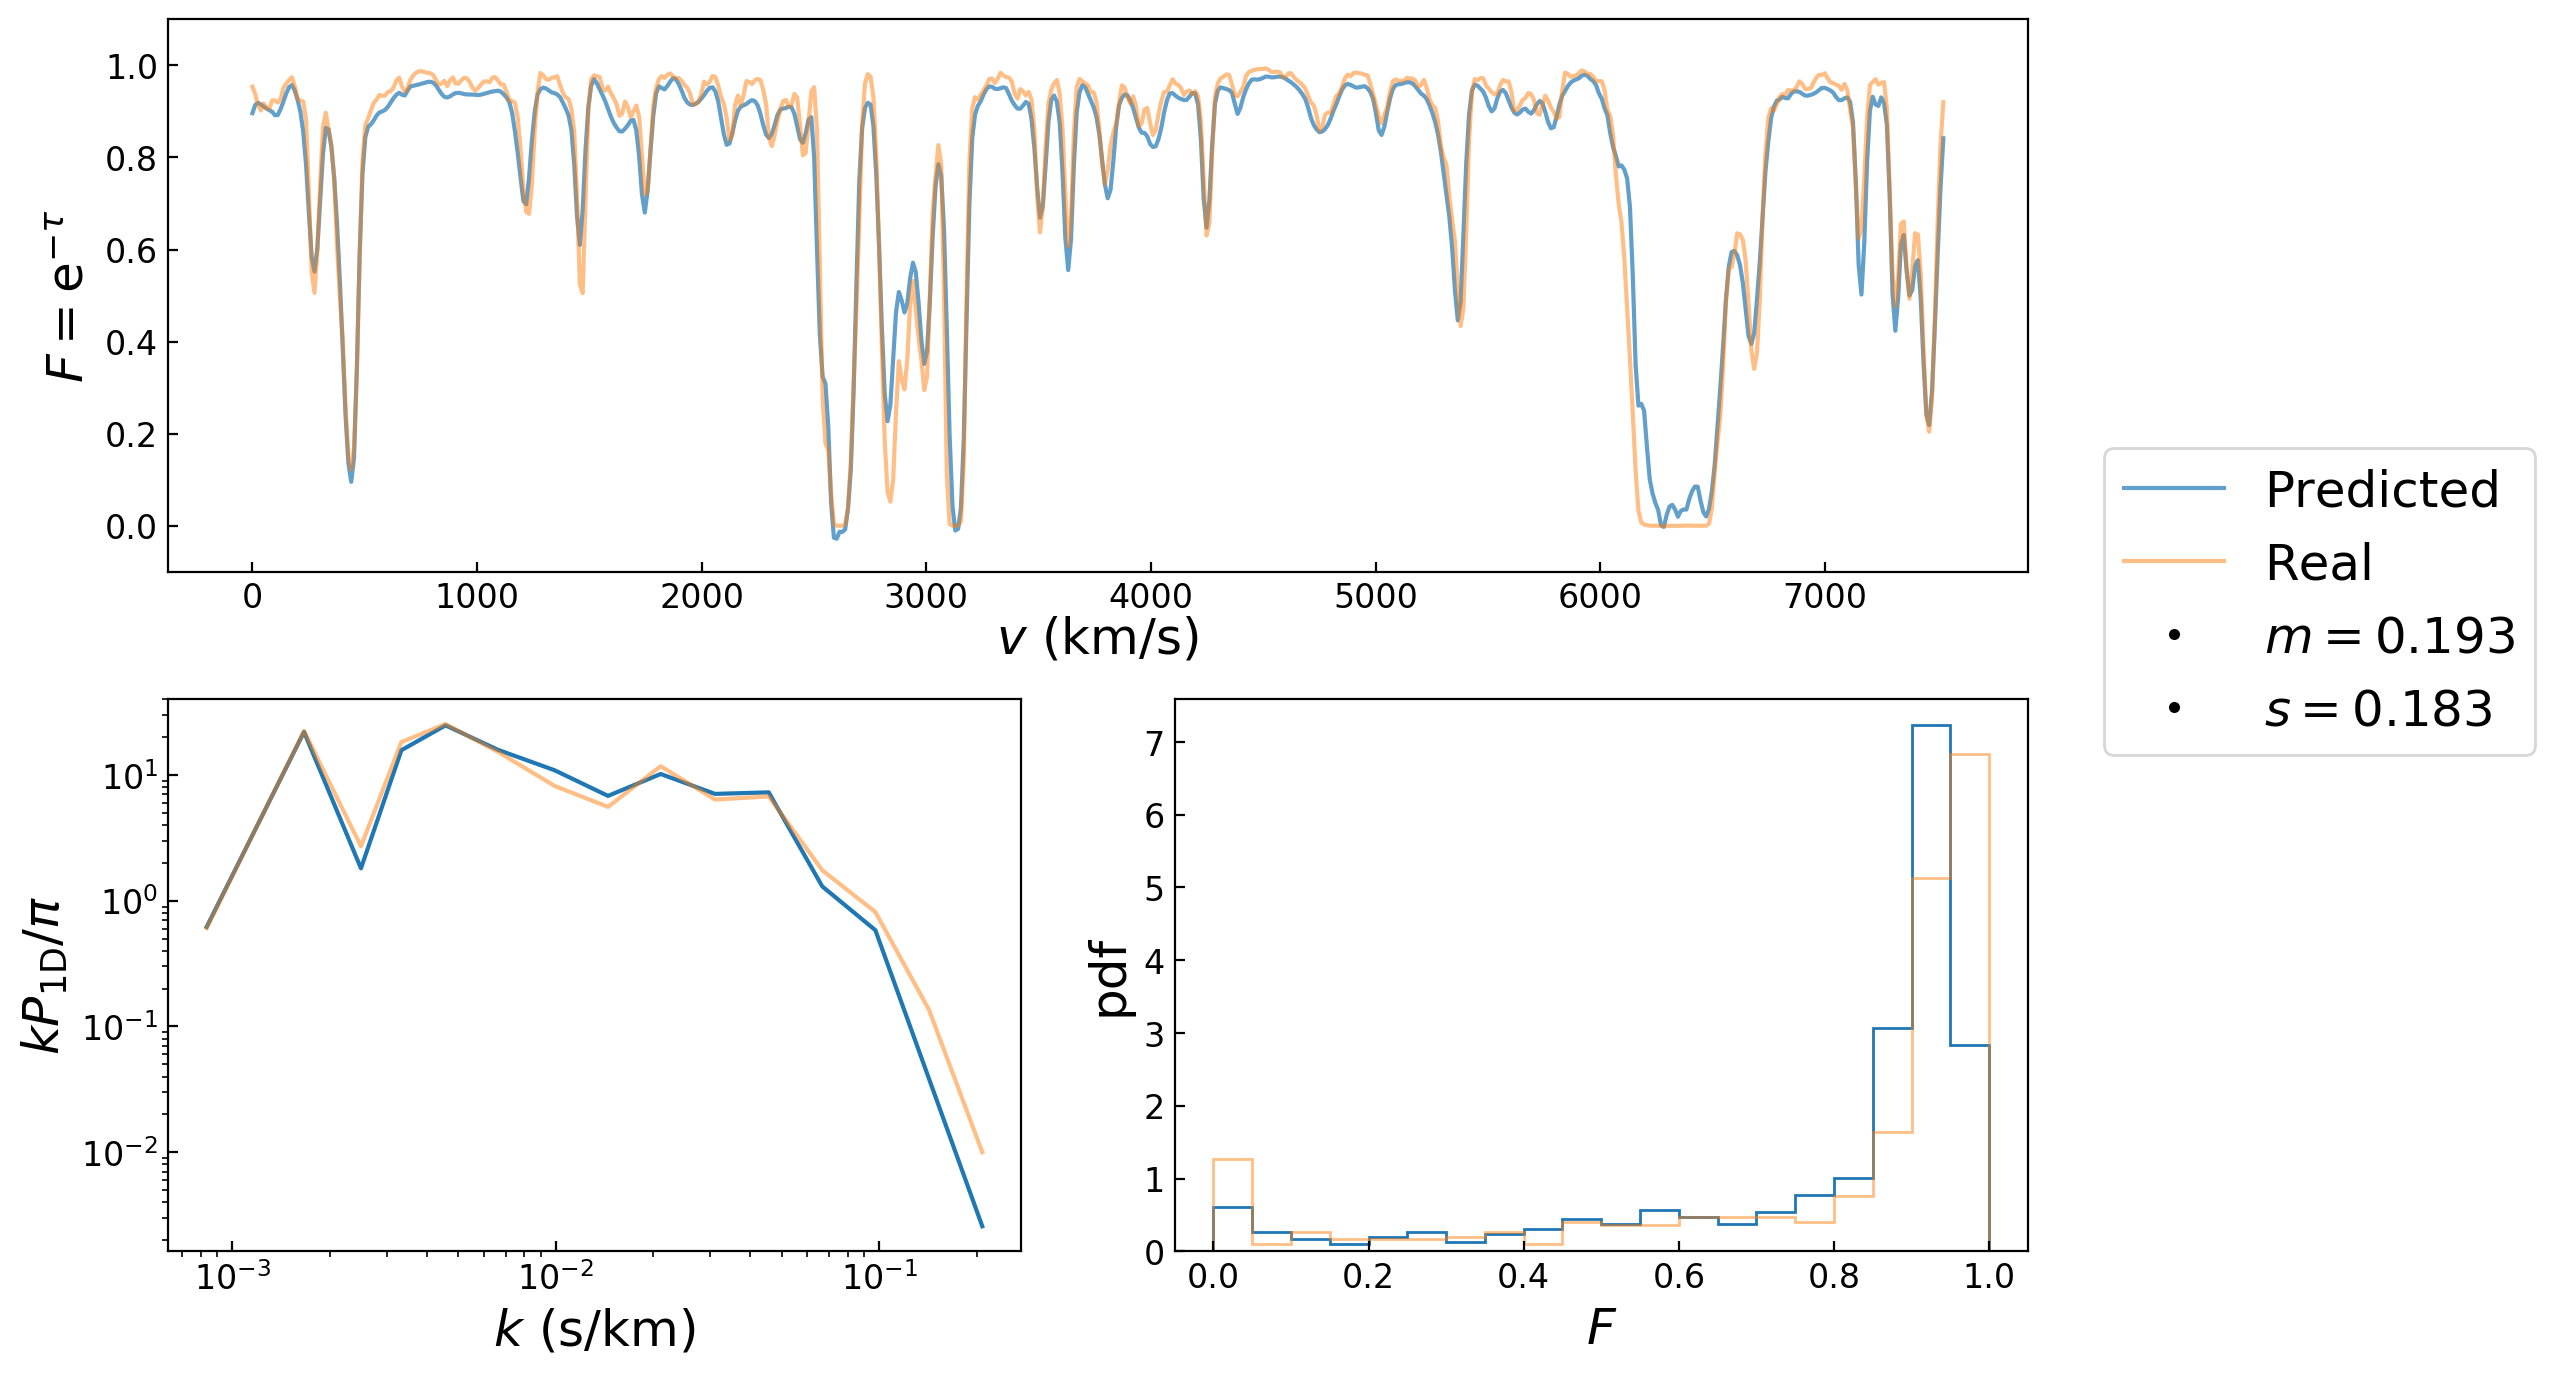 F = e^{-τ}
1.0
0.8
0.6
0.4
0.2
0.0
0 1000 2000 3000 4000 5000 6000 7000
v (km/s)
Predicted
Real
m = 0.193
s = 0.183
kP_{1D}/π
10^1
10^0
10^{-1}
10^{-2}
10^{-3} 10^{-2} 10^{-1}
k (s/km)
pdf
7
6
5
4
3
2
1
0
0.0 0.2 0.4 0.6 0.8 1.0
F